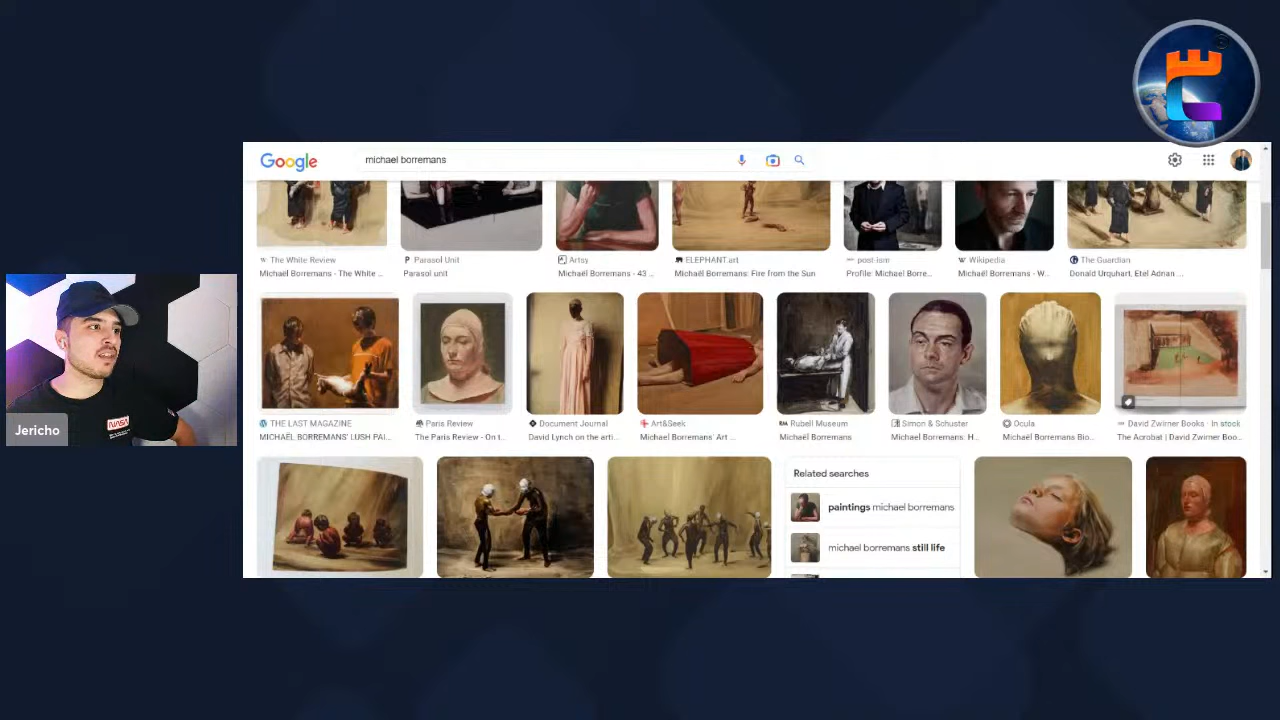 Google
michael borremans
The White Review
Michaël Borremans - The White ...
P Parasol Unit
Parasol unit
Artsy
Michaël Borremans - 43 ...
ELEPHANT.art
Michaël Borremans: Fire from the Sun
post-ism
Profile: Michael Borre...
Wikipedia
Michaël Borremans - W...
The Guardian
Donald Urquhart, Etel Adnan ...
THE LAST MAGAZINE
MICHAËL BORREMANS' LUSH PAI...
Paris Review
The Paris Review - On t...
Document Journal
David Lynch on the arti...
Art&Seek
Michaël Borremans' Art ...
Rubell Museum
Michaël Borremans
Simon & Schuster
Michaël Borremans: H...
Ocula
Michaël Borremans Bio...
David Zwirner Books · In stock
The Acrobat | David Zwirner Boo...
Related searches
paintings michael borremans
michael borremans still life
NASA
Jericho